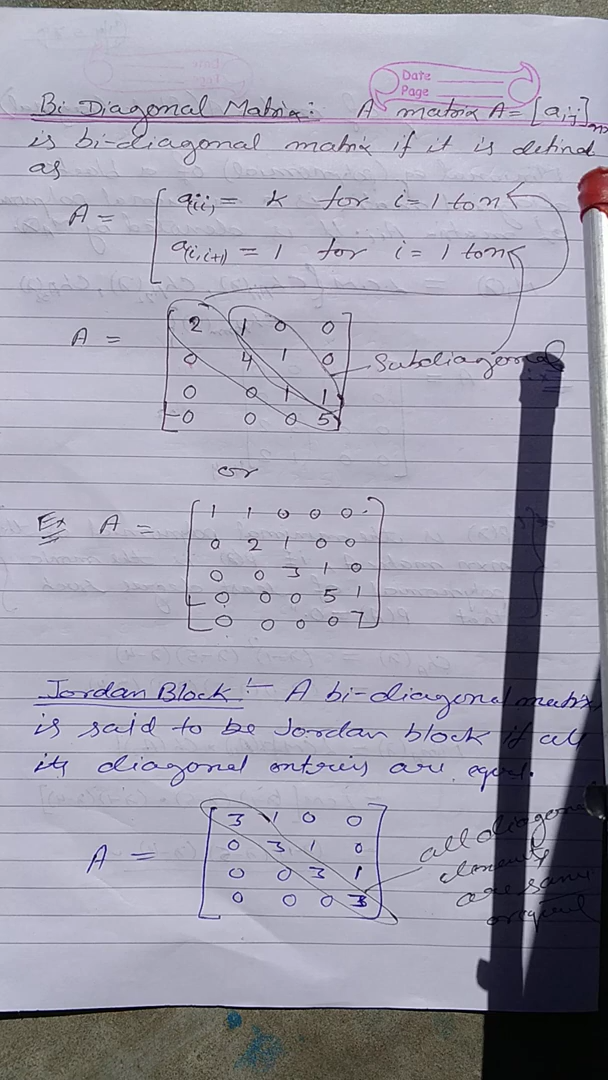 Date
Page
Bi Diagonal Matrix: A matrix A = [aij]
is bi-diagonal matrix if it is defind
as
A = [ a(ii) = k for i = 1 to n
a(i,i+1) = 1 for i = 1 to n
A = [ 2 1 0 0
0 4 1 0
0 0 1 1
0 0 0 5 ]
Subdiagonal
or
Ex A = [ 1 1 0 0 0
0 2 1 0 0
0 0 3 1 0
0 0 0 5 1
0 0 0 0 7 ]
Jordan Block :- A bi-diagonal matrix
is said to be Jordan block if all
its diagonal entries are equal.
A = [ 3 1 0 0
0 3 1 0
0 0 3 1
0 0 0 3 ]
all diagonal
elements
are same